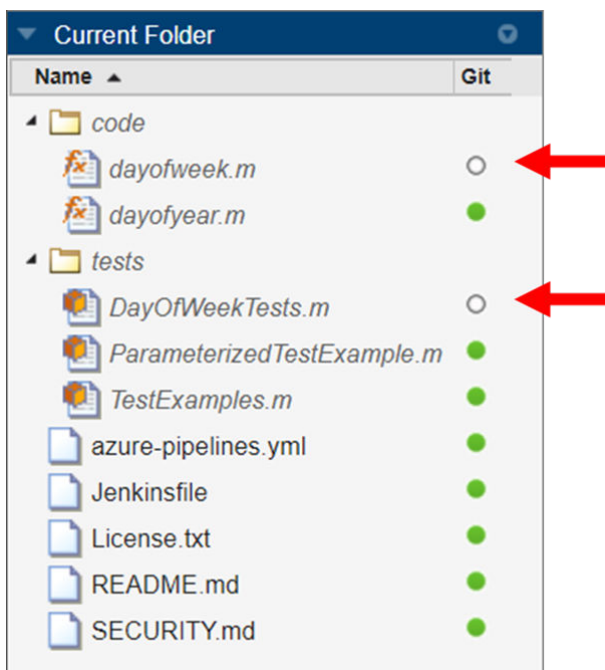 Current Folder
Name Git
code
dayofweek.m
dayofyear.m
tests
DayOfWeekTests.m
ParameterizedTestExample.m
TestExamples.m
azure-pipelines.yml
Jenkinsfile
License.txt
README.md
SECURITY.md